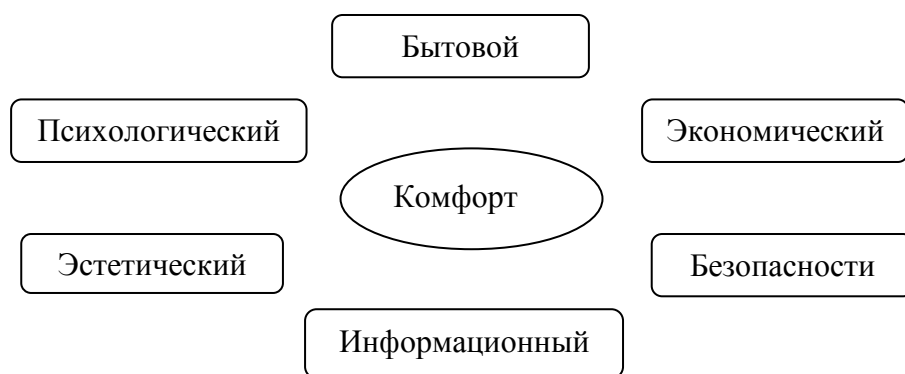 Бытовой
Психологический
Экономический
Комфорт
Эстетический
Безопасности
Информационный